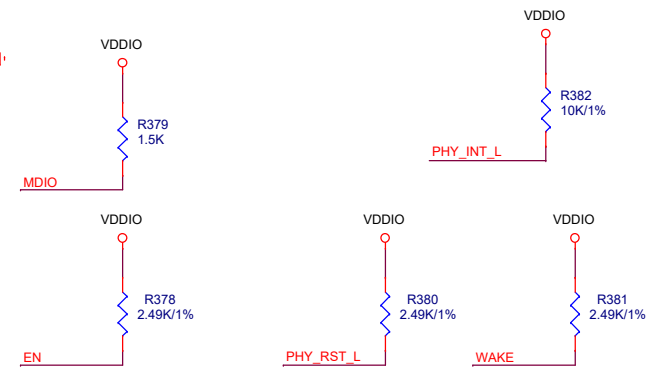 VDDIO
R379
1.5K
MDIO
VDDIO
R382
10K/1%
PHY_INT_L
VDDIO
R378
2.49K/1%
EN
VDDIO
R380
2.49K/1%
PHY_RST_L
VDDIO
R381
2.49K/1%
WAKE